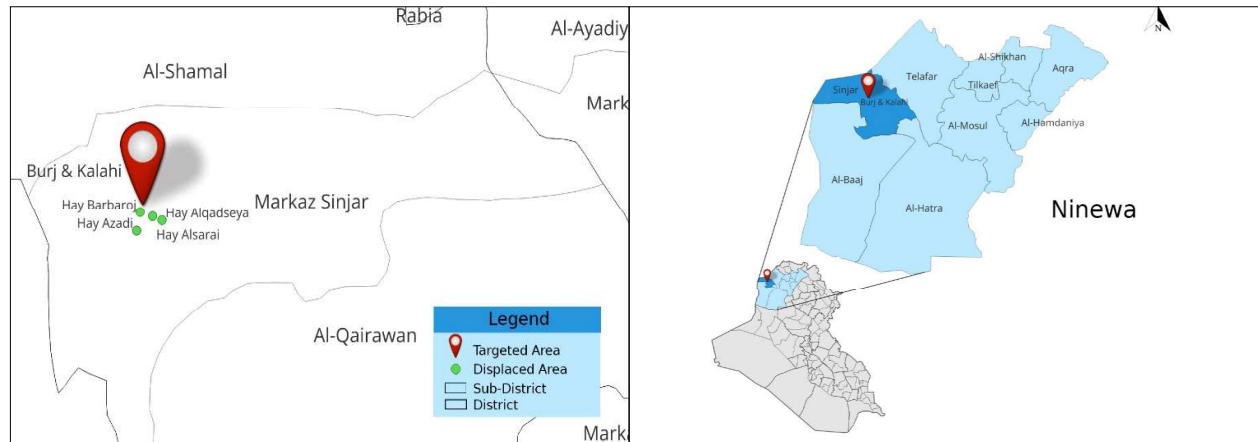 Rabia
Al-Ayadiy
Al-Shamal
Mark
Burj & Kalahi
Markaz Sinjar
Hay Barbaroj
Hay Alqadseya
Hay Azadi
Hay Alsarai
Al-Qairawan
Legend
Targeted Area
Displaced Area
Sub-District
District
Marka
N
Al-Shikhan
Aqra
Telafar
Tilkaef
Sinjar
Burj & Kalahi
Al-Mosul
Al-Hamdaniya
Al-Baaj
Al-Hatra
Ninewa